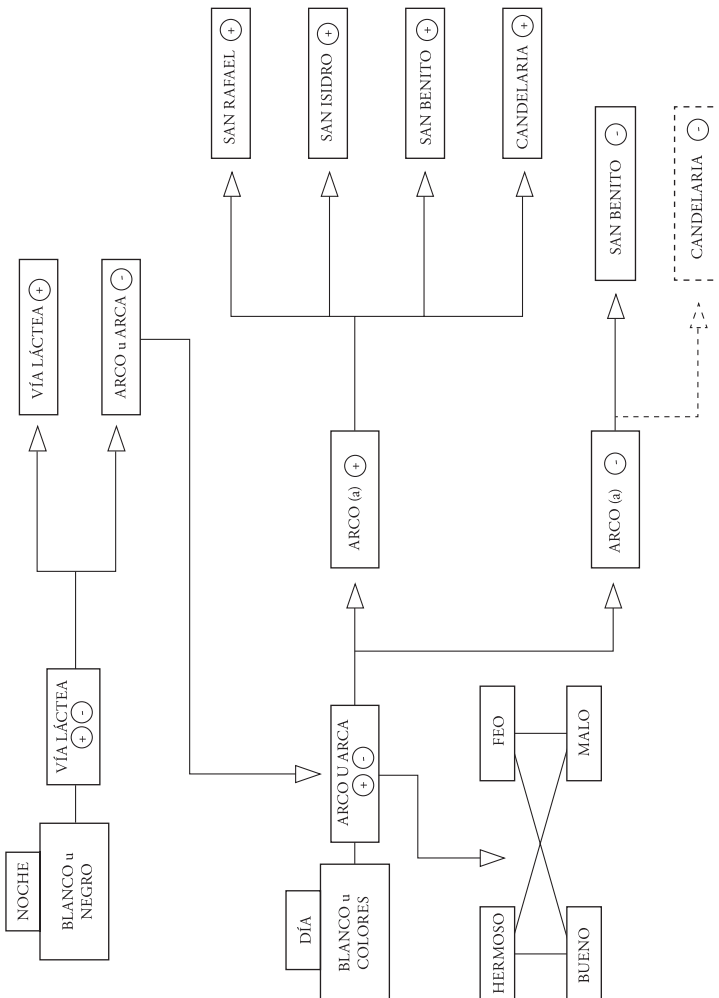 NOCHE
BLANCO u
NEGRO
VÍA LÁCTEA
+ -
VÍA LÁCTEA +
ARCO u ARCA -
DÍA
BLANCO u
COLORES
ARCO U ARCA
+ -
ARCO (a) +
ARCO (a) -
SAN RAFAEL +
SAN ISIDRO +
SAN BENITO +
CANDELARIA +
SAN BENITO -
CANDELARIA -
HERMOSO
FEO
BUENO
MALO